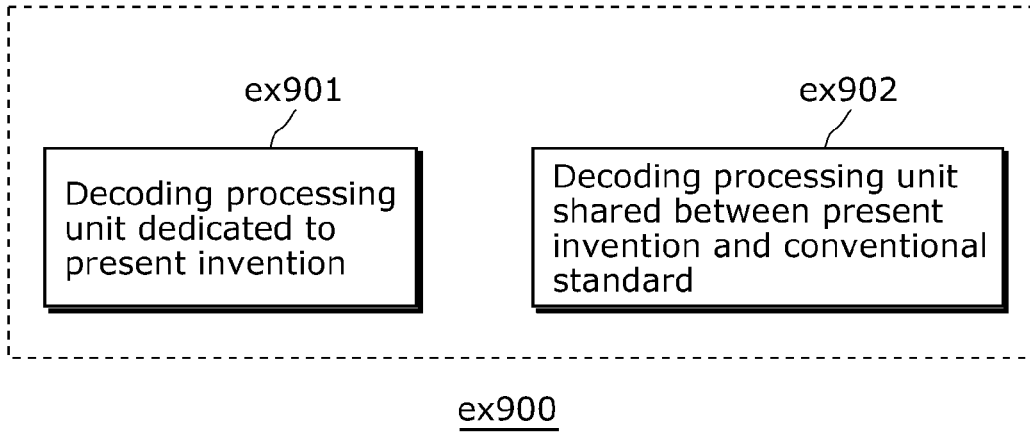 ex901
ex902
Decoding processing
unit dedicated to
present invention
Decoding processing unit
shared between present
invention and conventional
standard
ex900